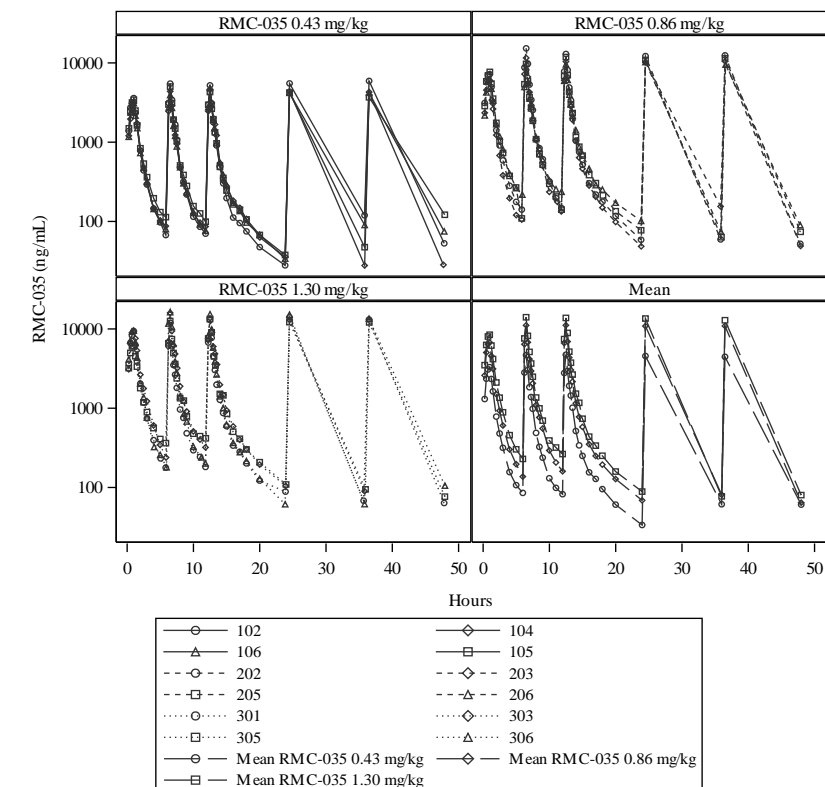 RMC-035 0.43 mg/kg RMC-035 0.86 mg/kg
10000
1000
100
RMC-035 (ng/mL)
RMC-035 1.30 mg/kg Mean
10000
1000
100
0 10 20 30 40 50 0 10 20 30 40 50
Hours
102 104
106 105
202 203
205 206
301 303
305 306
Mean RMC-035 0.43 mg/kg Mean RMC-035 0.86 mg/kg
Mean RMC-035 1.30 mg/kg